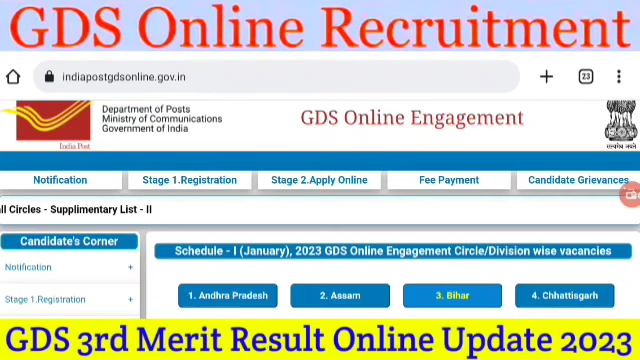 GDS Online Recruitment
indiapostgdsonline.gov.in
23
Department of Posts
Ministry of Communications
Government of India
GDS Online Engagement
India Post
सत्यमेव जयते
Notification
Stage 1.Registration
Stage 2.Apply Online
Fee Payment
Candidate Grievances
ll Circles - Supplimentary List - II
Candidate's Corner
Schedule - I (January), 2023 GDS Online Engagement Circle/Division wise vacancies
Notification +
Stage 1.Registration +
1. Andhra Pradesh
2. Assam
3. Bihar
4. Chhattisgarh
GDS 3rd Merit Result Online Update 2023